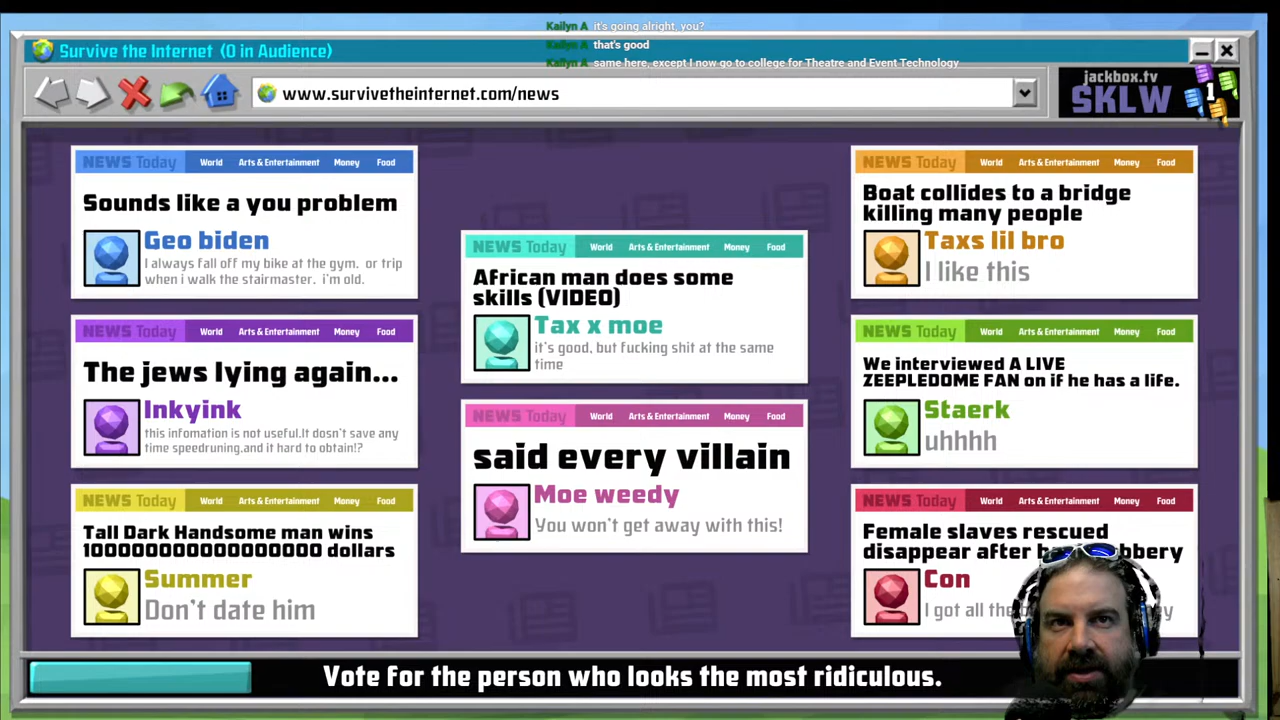 Kailyn A it's going alright, you?
Kailyn A that's good
Kailyn A same here, except I now go to college for Theatre and Event Technology
Survive the Internet (0 in Audience)
www.survivetheinternet.com/news
jackbox.tv
SKLW
1
NEWS Today World Arts & Entertainment Money Food
Sounds like a you problem
Geo biden
I always fall off my bike at the gym. or trip
when i walk the stairmaster. i'm old.
NEWS Today World Arts & Entertainment Money Food
The jews lying again...
Inkyink
this infomation is not useful.It dosn't save any
time speedruning.and it hard to obtain!?
NEWS Today World Arts & Entertainment Money Food
Tall Dark Handsome man wins
10000000000000000 dollars
Summer
Don't date him
NEWS Today World Arts & Entertainment Money Food
African man does some
skills (VIDEO)
Tax x moe
it's good, but fucking shit at the same
time
NEWS Today World Arts & Entertainment Money Food
said every villain
Moe weedy
You won't get away with this!
NEWS Today World Arts & Entertainment Money Food
Boat collides to a bridge
killing many people
Taxs lil bro
I like this
NEWS Today World Arts & Entertainment Money Food
We interviewed A LIVE
ZEEPLEDOME FAN on if he has a life.
Staerk
uhhhh
NEWS Today World Arts & Entertainment Money Food
Female slaves rescued
disappear after
Con
I got all the
Vote for the person who looks the most ridiculous.